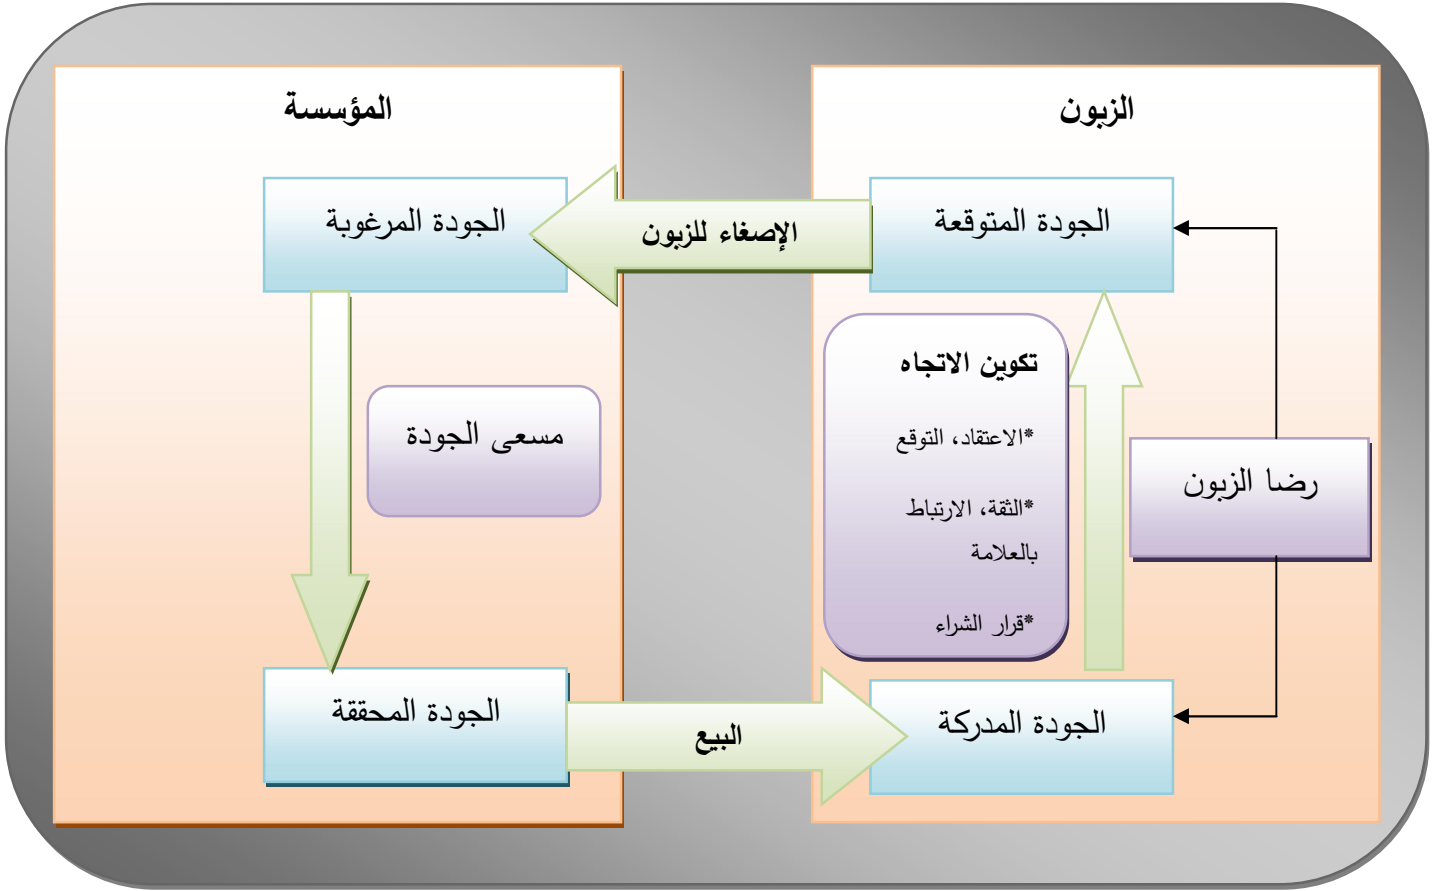 الزبون
المؤسسة
الجودة المتوقعة
الإصغاء للزبون
الجودة المرغوبة
تكوين الاتجاه
*الاعتقاد، التوقع
*الثقة، الارتباط
بالعلامة
*قرار الشراء
رضا الزبون
مسعى الجودة
الجودة المدركة
البيع
الجودة المحققة